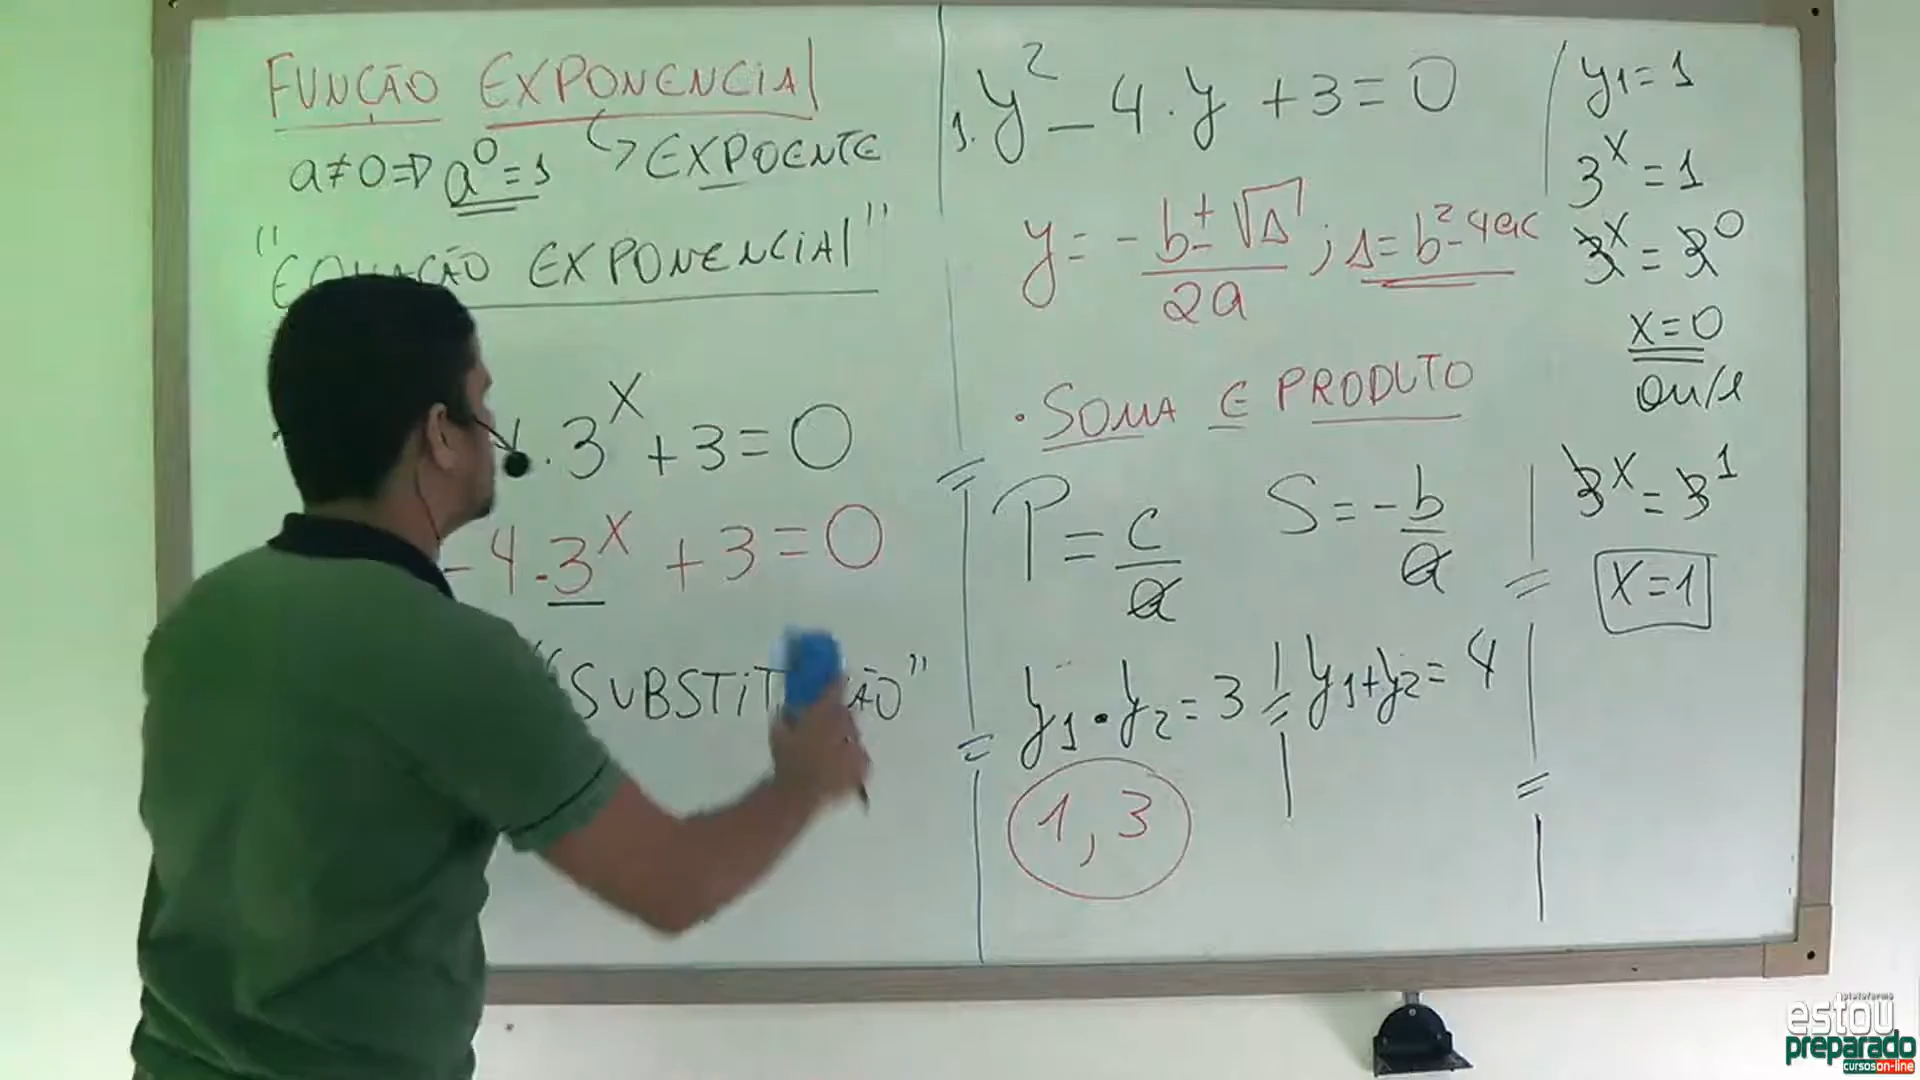 FUNÇÃO EXPONENCIAL
a≠0⇒a⁰=1 ↪EXPOENTE
"EQUAÇÃO EXPONENCIAL"
.3ˣ+3=0
-4.3ˣ+3=0
"SUBSTITUIÇÃO"
1.y²-4.y+3=0
y=-b±√Δ/2a ; Δ=b²-4ac
•SOMA E PRODUTO
P=c/a S=-b/a
y₁•y₂=3 y₁+y₂=4
1,3
y₁=1
3ˣ=1
3ˣ=3⁰
x=0
ou/e
3ˣ=3¹
x=1
plataforma
estou
preparado
cursos on-line